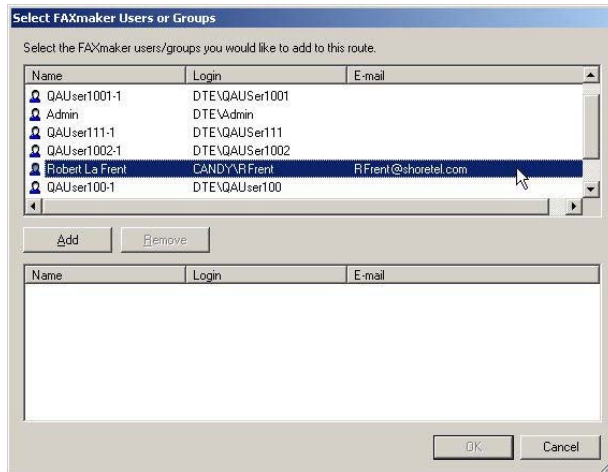 Select FAXmaker Users or Groups
Select the FAXmaker users/groups you would like to add to this route.
Name Login E-mail
QAUser1001-1 DTE\QAUSer1001
Admin DTE\Admin
QAUser111-1 DTE\QAUSer111
QAUser1002-1 DTE\QAUSer1002
Robert La Frent CANDY\RFrent RFrent@shoretel.com
QAUser100-1 DTE\QAUser100
Add Remove
Name Login E-mail
OK Cancel